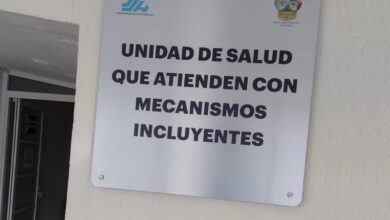 UNIDAD DE SALUD
QUE ATIENDEN CON
MECANISMOS
INCLUYENTES